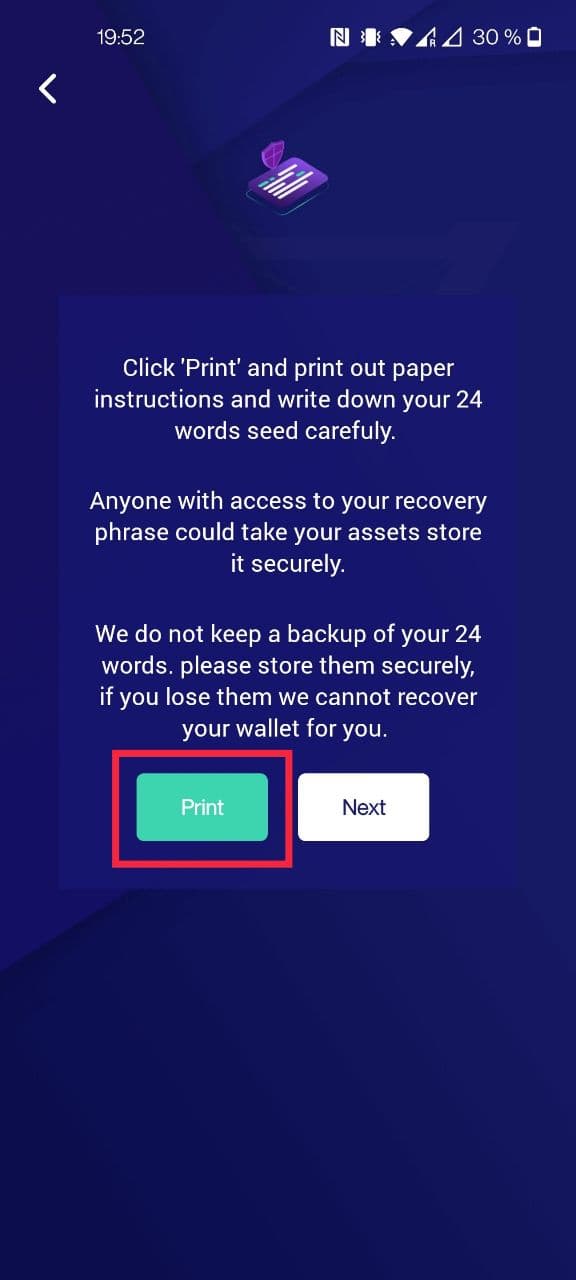 19:52
30 %
Click 'Print' and print out paper
instructions and write down your 24
words seed carefuly.
Anyone with access to your recovery
phrase could take your assets store
it securely.
We do not keep a backup of your 24
words. please store them securely,
if you lose them we cannot recover
your wallet for you.
Print
Next